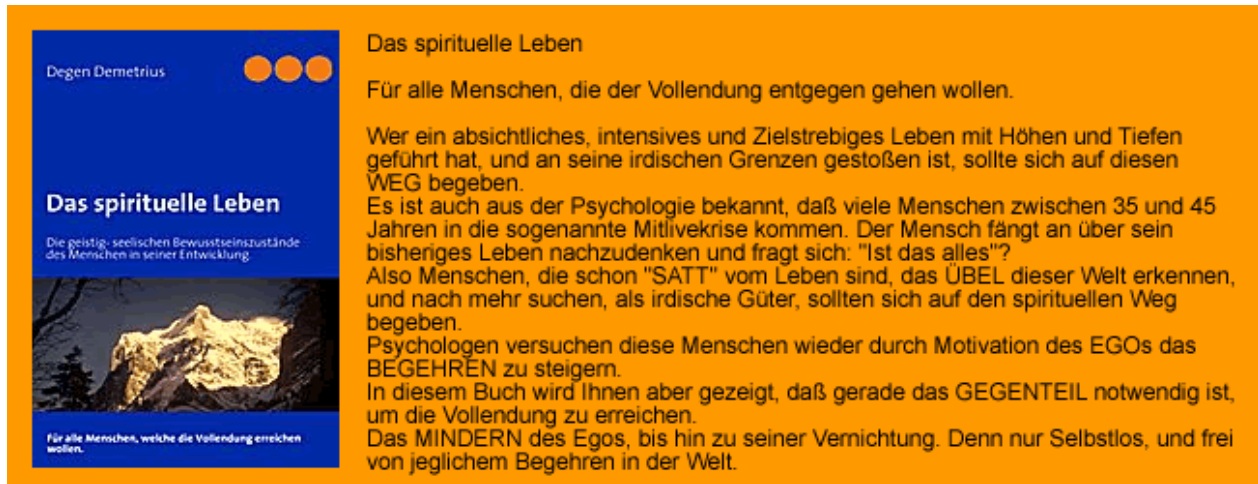 Degen Demetrius
Das spirituelle Leben
Die geistig- seelischen Bewusstseinszustände
des Menschen in seiner Entwicklung
Für alle Menschen, welche die Vollendung erreichen
wollen.
Das spirituelle Leben
Für alle Menschen, die der Vollendung entgegen gehen wollen.
Wer ein absichtliches, intensives und Zielstrebiges Leben mit Höhen und Tiefen
geführt hat, und an seine irdischen Grenzen gestoßen ist, sollte sich auf diesen
WEG begeben.
Es ist auch aus der Psychologie bekannt, daß viele Menschen zwischen 35 und 45
Jahren in die sogenannte Mitlivekrise kommen. Der Mensch fängt an über sein
bisheriges Leben nachzudenken und fragt sich: "Ist das alles"?
Also Menschen, die schon "SATT" vom Leben sind, das ÜBEL dieser Welt erkennen,
und nach mehr suchen, als irdische Güter, sollten sich auf den spirituellen Weg
begeben.
Psychologen versuchen diese Menschen wieder durch Motivation des EGOs das
BEGEHREN zu steigern.
In diesem Buch wird Ihnen aber gezeigt, daß gerade das GEGENTEIL notwendig ist,
um die Vollendung zu erreichen.
Das MINDERN des Egos, bis hin zu seiner Vernichtung. Denn nur Selbstlos, und frei
von jeglichem Begehren in der Welt.